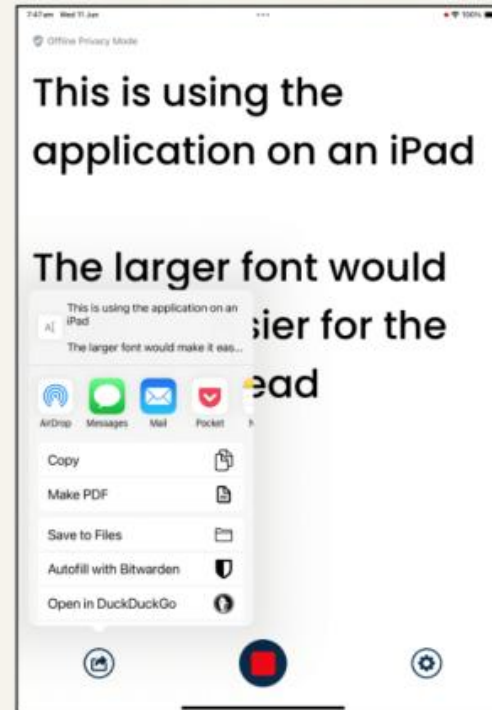 7:47am Wed 11 Jun
100%
Offline Privacy Mode
This is using the
application on an iPad
The larger font would
sier for the
ead
This is using the application on an
iPad
The larger font would make it eas...
AirDrop Messages Mail Pocket
Copy
Make PDF
Save to Files
Autofill with Bitwarden
Open in DuckDuckGo